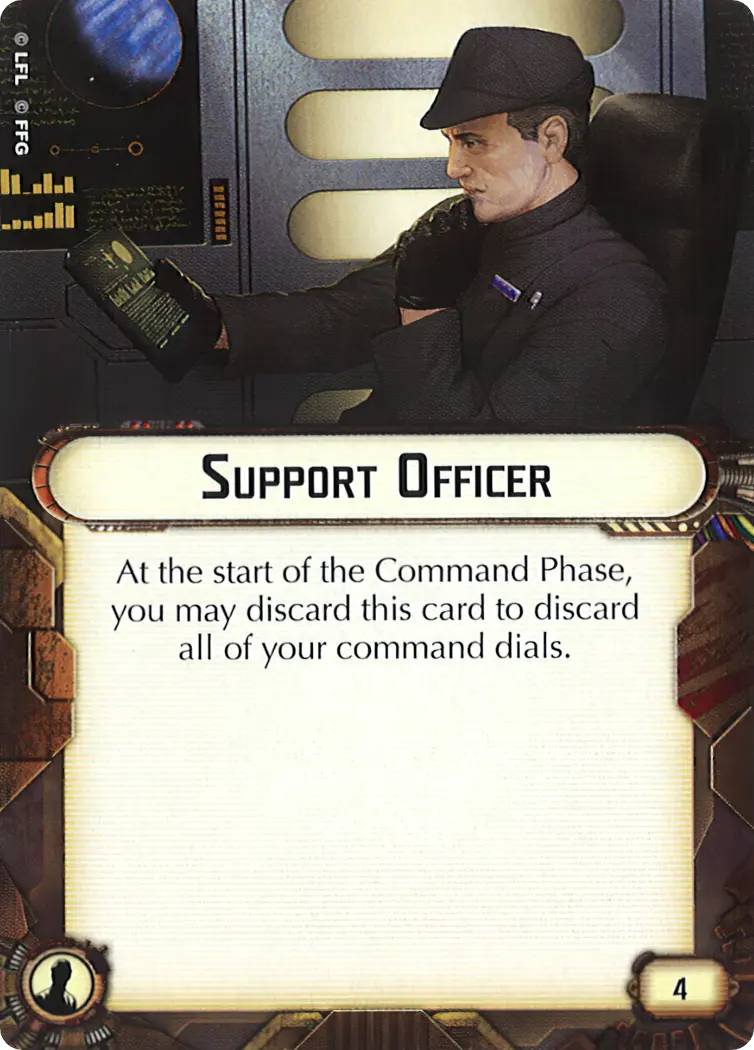 © LFL © FFG
SUPPORT OFFICER
At the start of the Command Phase,
you may discard this card to discard
all of your command dials.
4